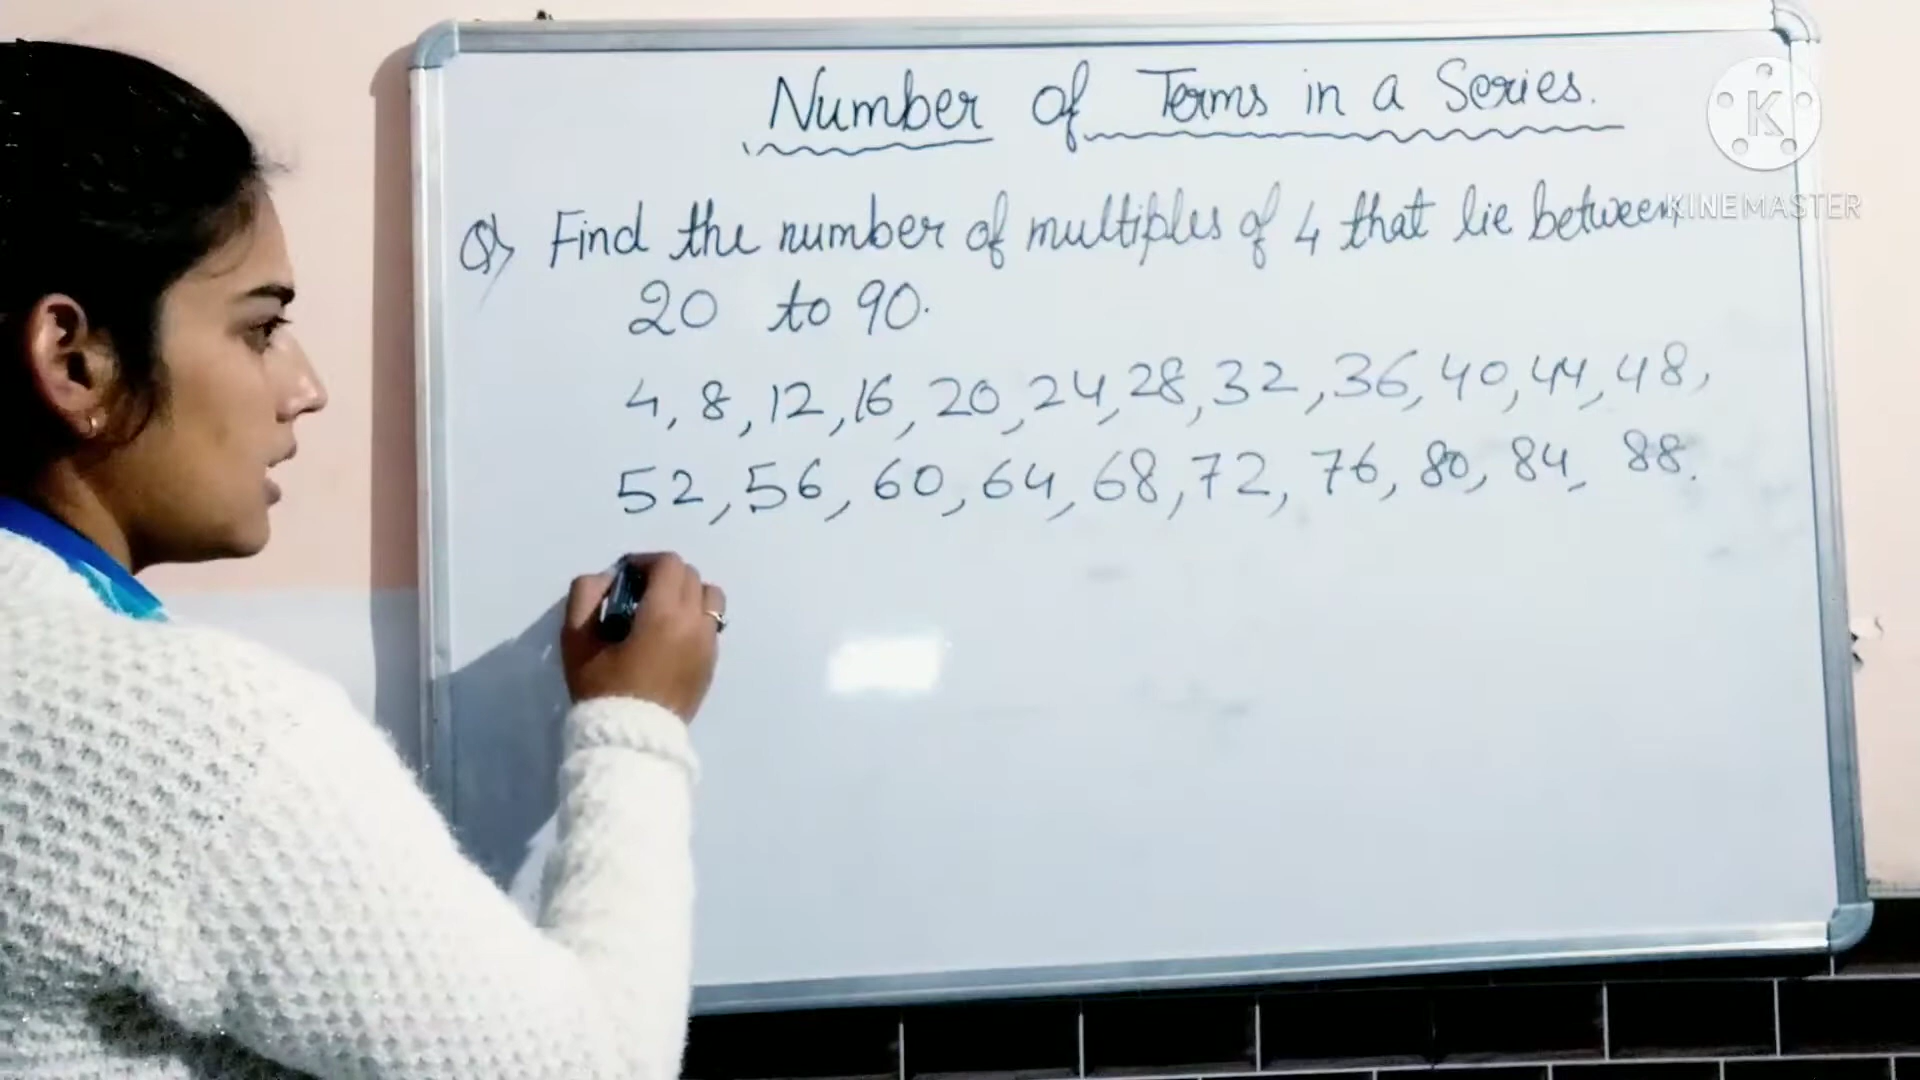 Number of Terms in a Series.
Q) Find the number of multiples of 4 that lie between
20 to 90.
4, 8, 12, 16, 20, 24, 28, 32, 36, 40, 44, 48,
52, 56, 60, 64, 68, 72, 76, 80, 84, 88.
K
KINEMASTER